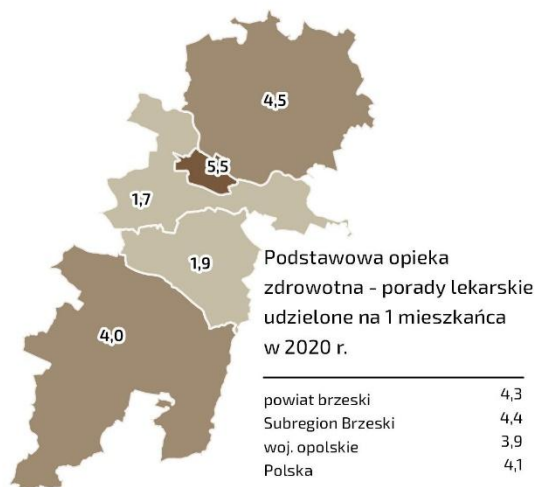 4,5
5,5
1,7
1,9
4,0
Podstawowa opieka
zdrowotna - porady lekarskie
udzielone na 1 mieszkańca
w 2020 r.
powiat brzeski 4,3
Subregion Brzeski 4,4
woj. opolskie 3,9
Polska 4,1